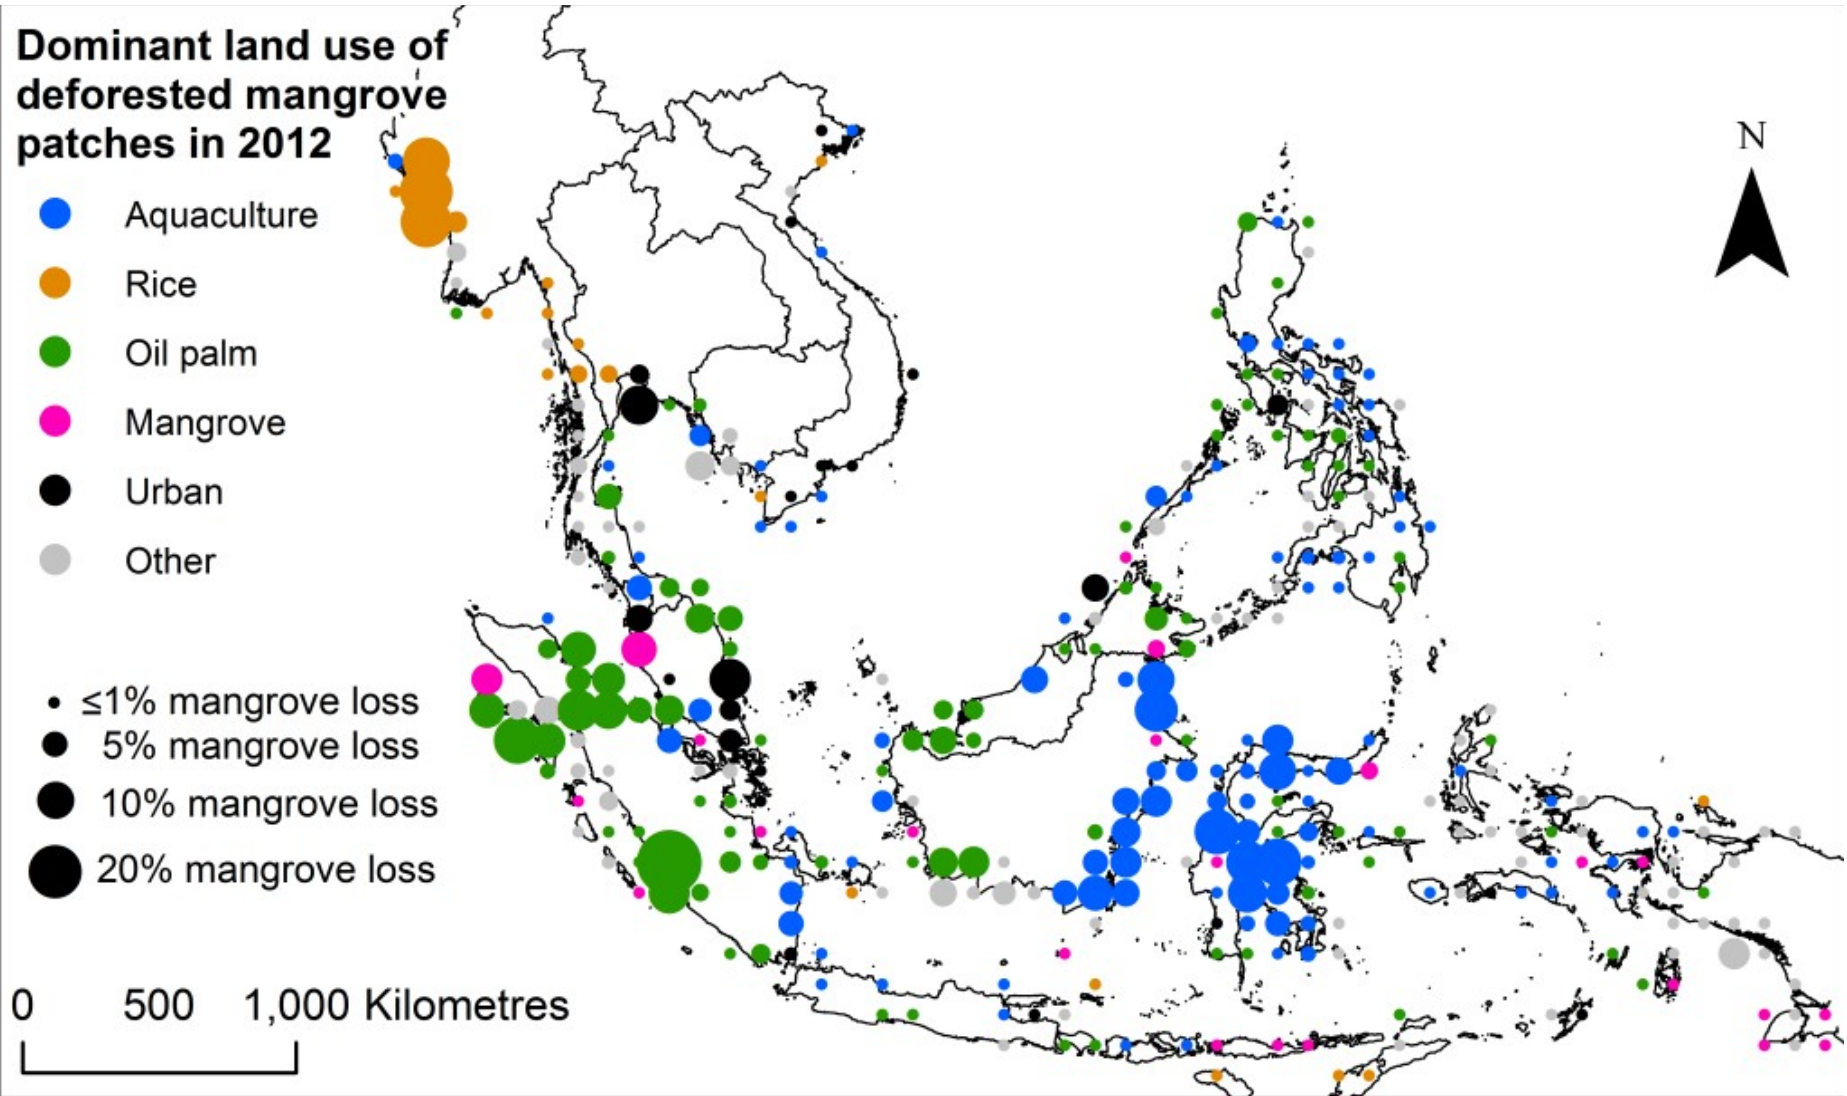 Dominant land use of
deforested mangrove
patches in 2012
N
Aquaculture
Rice
Oil palm
Mangrove
Urban
Other
≤1% mangrove loss
5% mangrove loss
10% mangrove loss
20% mangrove loss
0 500 1,000 Kilometres